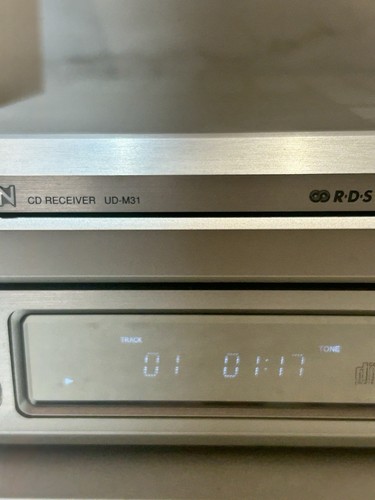 N CD RECEIVER UD-M31 R·D·S
TRACK TONE
01 01:17